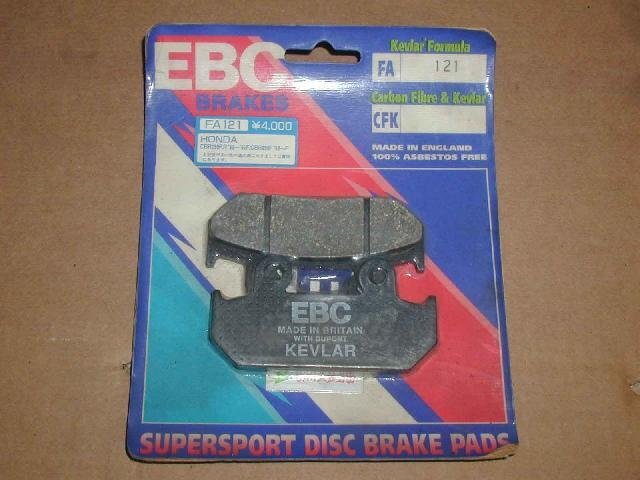 EBC
BRAKES
Kevlar Formula
FA 121
Carbon Fibre & Kevlar
CFK
MADE IN ENGLAND
100% ASBESTOS FREE
FA121 ¥4,000
HONDA
EBC
MADE IN BRITAIN
WITH DUPONT
KEVLAR
SUPERSPORT DISC BRAKE PADS